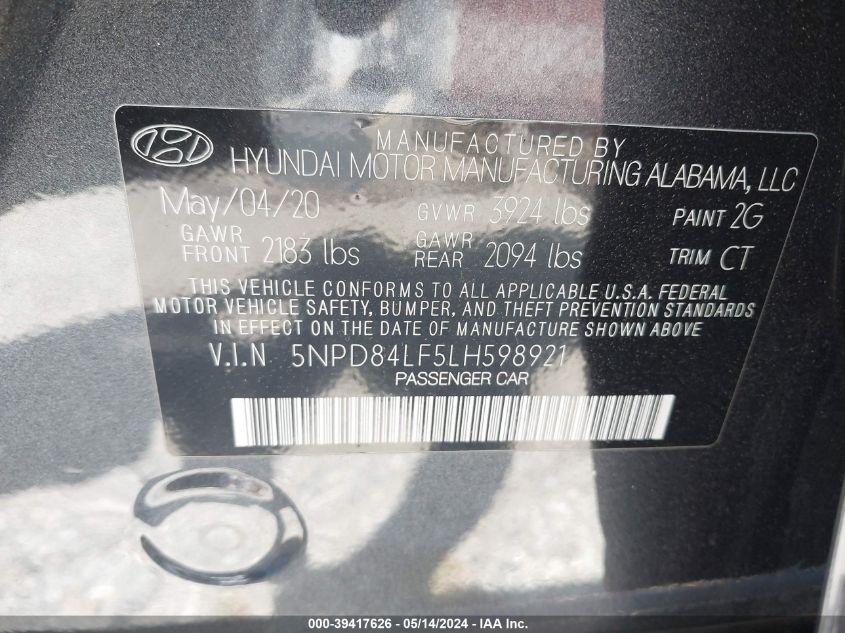 MANUFACTURED BY
HYUNDAI MOTOR MANUFACTURING ALABAMA, LLC
May/04/20 GVWR 3924 lbs PAINT 2G
GAWR FRONT 2183 lbs GAWR REAR 2094 lbs TRIM CT
THIS VEHICLE CONFORMS TO ALL APPLICABLE U.S.A. FEDERAL
MOTOR VEHICLE SAFETY, BUMPER, AND THEFT PREVENTION STANDARDS
IN EFFECT ON THE DATE OF MANUFACTURE SHOWN ABOVE
V.I.N 5NPD84LF5LH598921
PASSENGER CAR
000-39417626 - 05/14/2024 - IAA Inc.